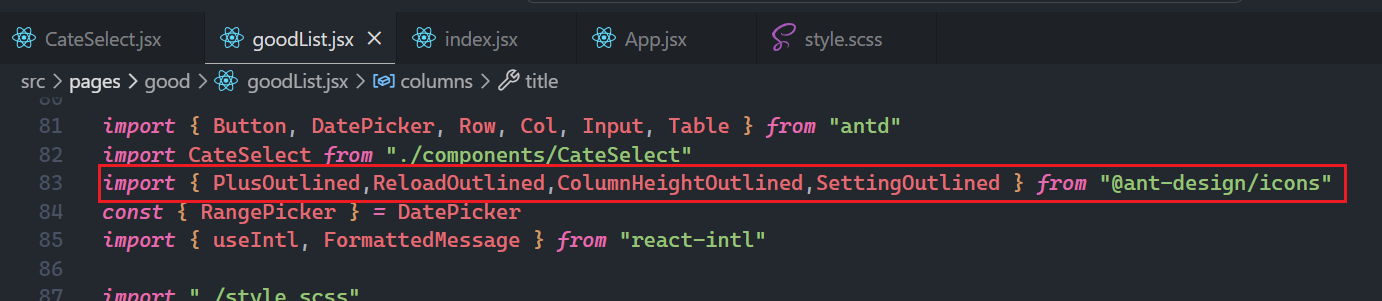 CateSelect.jsx goodList.jsx index.jsx App.jsx style.scss
src > pages > good > goodList.jsx > columns > title
80
81 import { Button, DatePicker, Row, Col, Input, Table } from "antd"
82 import CateSelect from "./components/CateSelect"
83 import { PlusOutlined,ReloadOutlined,ColumnHeightOutlined,SettingOutlined } from "@ant-design/icons"
84 const { RangePicker } = DatePicker
85 import { useIntl, FormattedMessage } from "react-intl"
86
87 import "./style.scss"